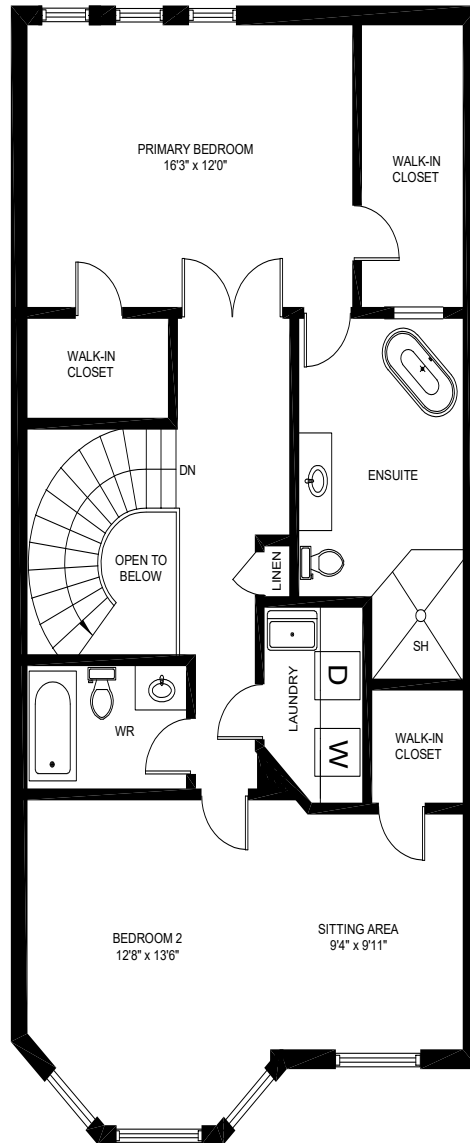 PRIMARY BEDROOM
16'3" x 12'0"
WALK-IN
CLOSET
WALK-IN
CLOSET
DN
ENSUITE
OPEN TO
BELOW
LINEN
SH
LAUNDRY
D
W
WR
WALK-IN
CLOSET
BEDROOM 2
12'8" x 13'6"
SITTING AREA
9'4" x 9'11"